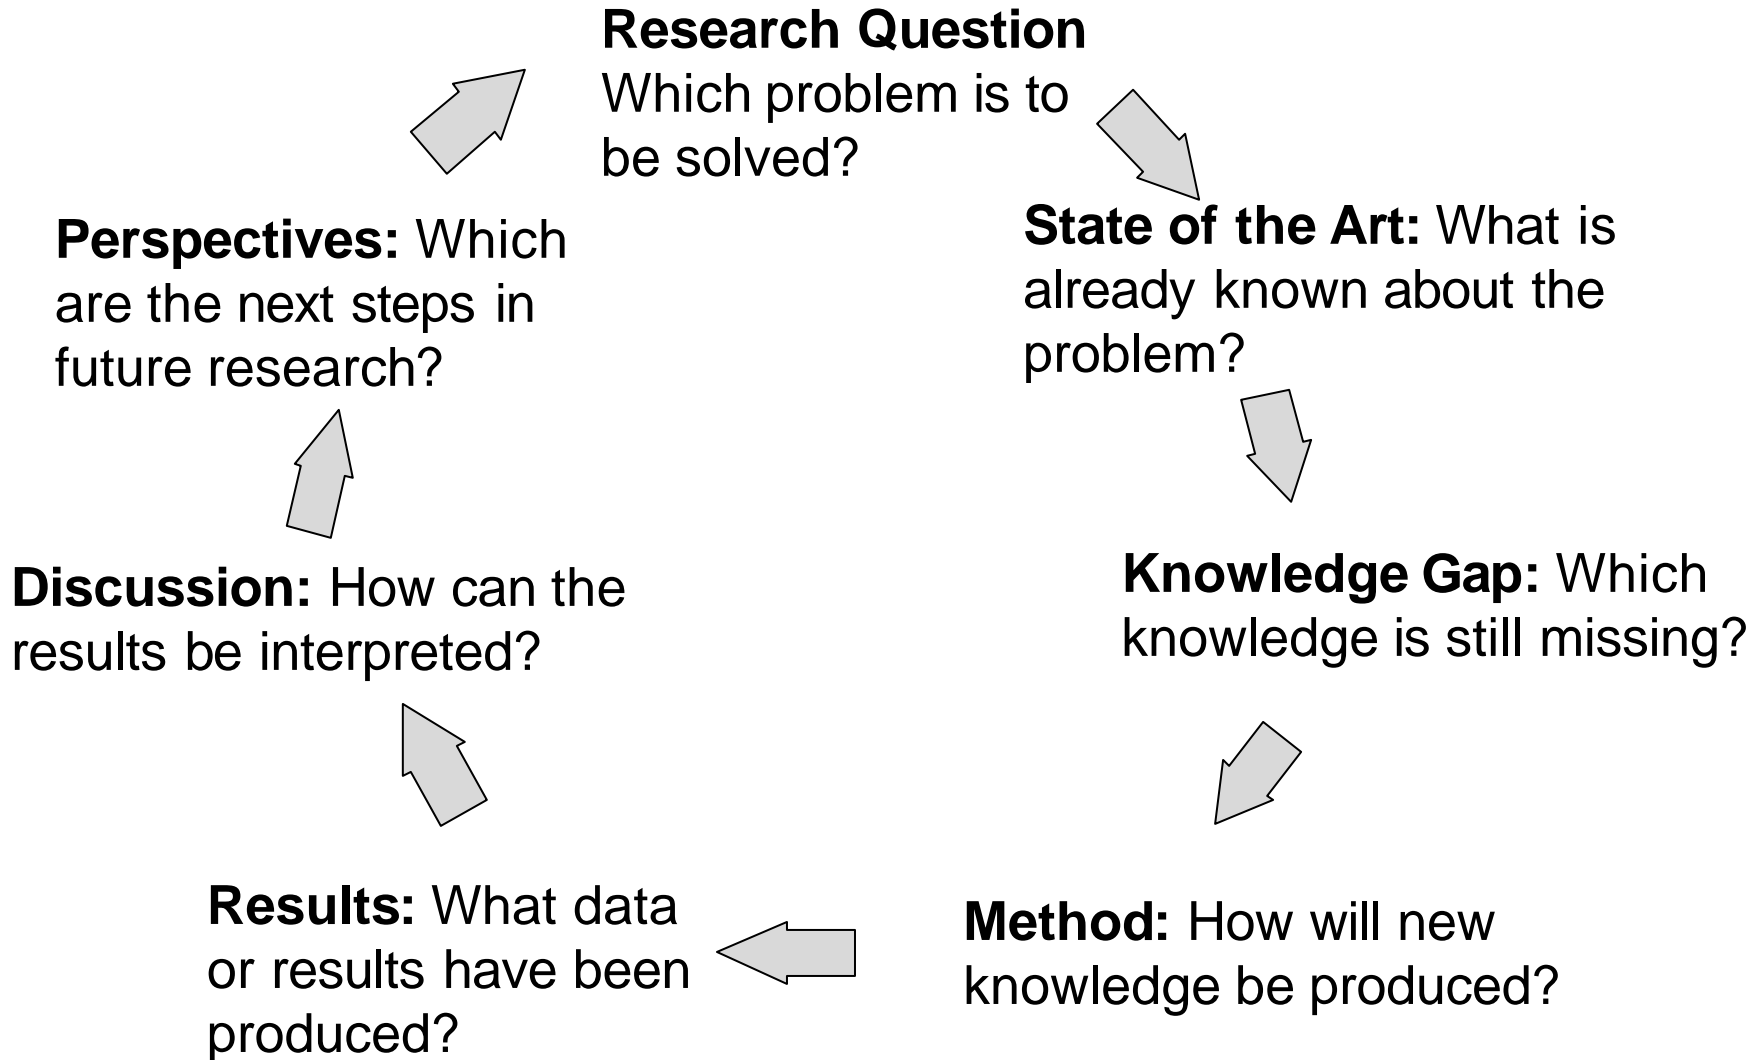 Research Question
Which problem is to
be solved?
State of the Art: What is
already known about the
problem?
Knowledge Gap: Which
knowledge is still missing?
Method: How will new
knowledge be produced?
Results: What data
or results have been
produced?
Discussion: How can the
results be interpreted?
Perspectives: Which
are the next steps in
future research?